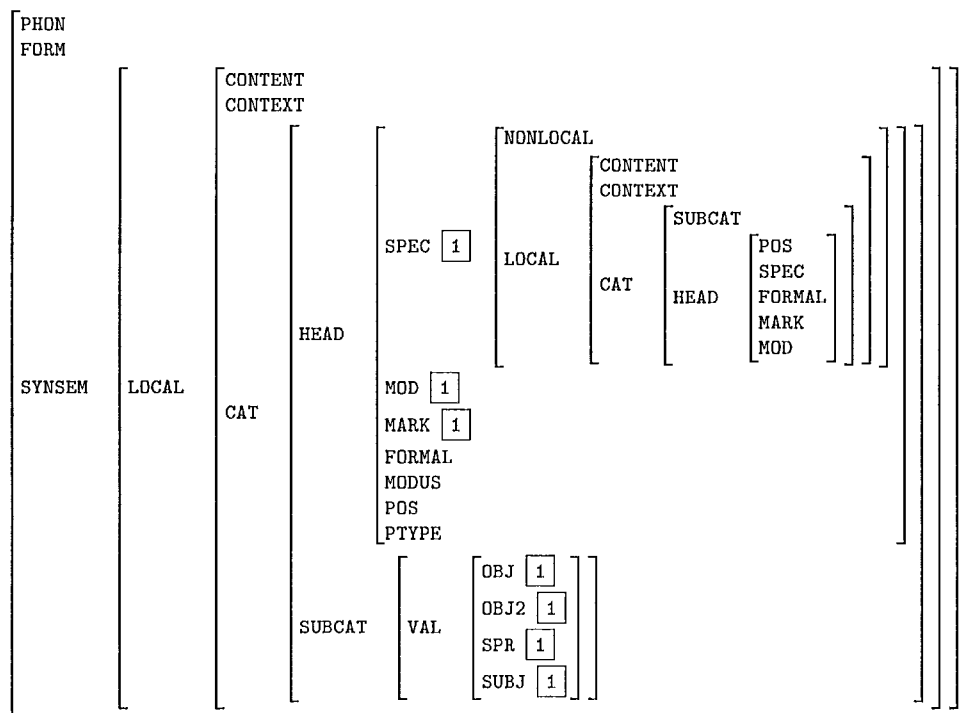 PHON
FORM
CONTENT
CONTEXT
NONLOCAL
CONTENT
CONTEXT
SUBCAT
POS
SPEC 1 LOCAL SPEC
CAT HEAD FORMAL
MARK
HEAD MOD
SYNSEM LOCAL MOD 1
CAT MARK 1
FORMAL
MODUS
POS
PTYPE
OBJ 1
OBJ2 1
SUBCAT VAL
SPR 1
SUBJ 1